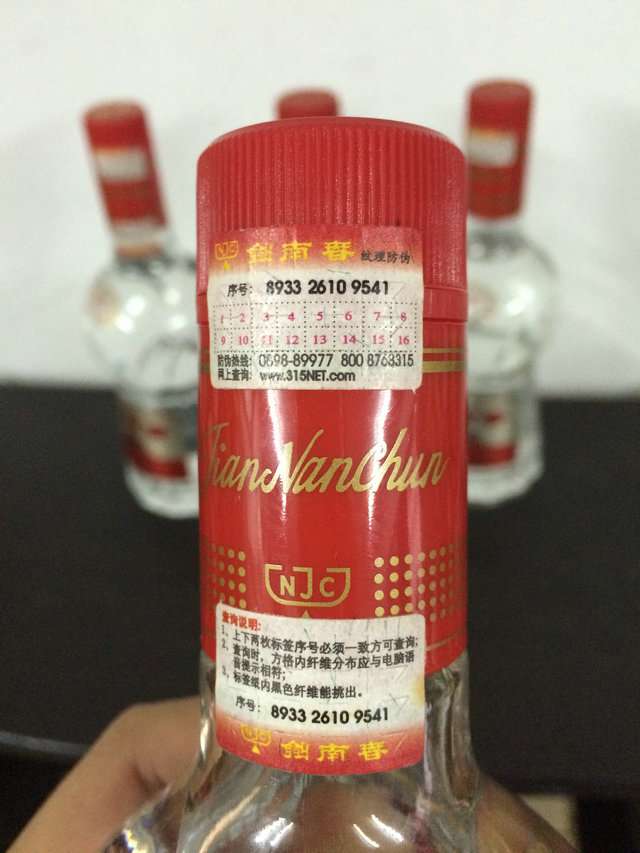 NJC 剑南春 纹理防伪
序号: 8933 2610 9541
1 2 3 4 5 6 7 8
9 10 11 12 13 14 15 16
防伪热线: 0898-89977 800 8768315
网上查询: www.315NET.com
JianNanChun
NJC
查询说明:
1、上下两枚标签序号必须一致方可查询;
2、查询时，方格内纤维分布应与电脑语
音提示相符;
3、标签纸内黑色纤维能挑出。
序号: 8933 2610 9541
NJC 剑南春